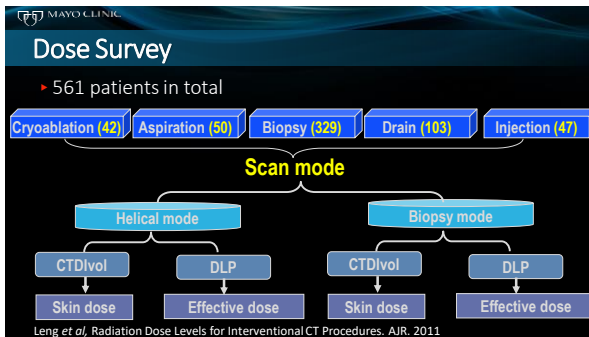 MAYO CLINIC
Dose Survey
▸ 561 patients in total
Cryoablation (42) Aspiration (50) Biopsy (329) Drain (103) Injection (47)
Scan mode
Helical mode Biopsy mode
CTDIvol DLP CTDIvol DLP
Skin dose Effective dose Skin dose Effective dose
Leng et al, Radiation Dose Levels for Interventional CT Procedures. AJR. 2011